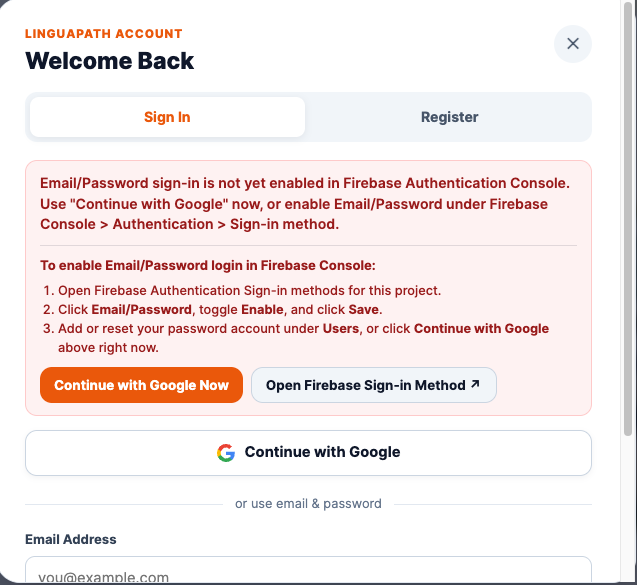 LINGUAPATH ACCOUNT
Welcome Back
Sign In
Register
Email/Password sign-in is not yet enabled in Firebase Authentication Console.
Use "Continue with Google" now, or enable Email/Password under Firebase
Console > Authentication > Sign-in method.
To enable Email/Password login in Firebase Console:
1. Open Firebase Authentication Sign-in methods for this project.
2. Click Email/Password, toggle Enable, and click Save.
3. Add or reset your password account under Users, or click Continue with Google
above right now.
Continue with Google Now
Open Firebase Sign-in Method ↗
Continue with Google
or use email & password
Email Address
you@example.com